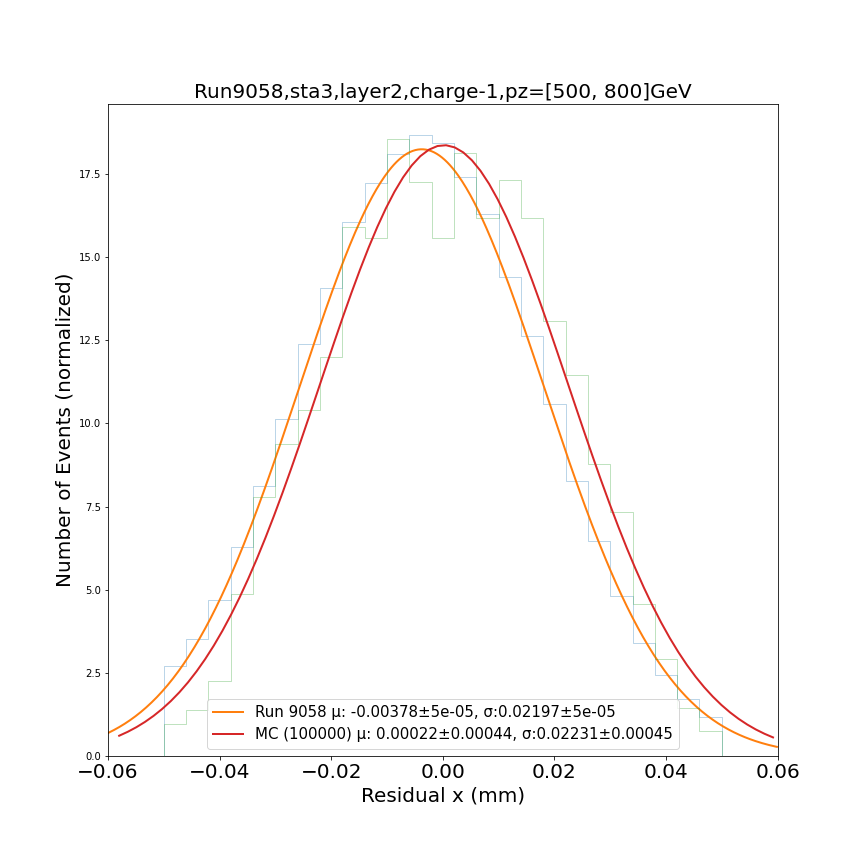 Run9058,sta3,layer2,charge-1,pz=[500, 800]GeV
Number of Events (normalized)
17.5
15.0
12.5
10.0
7.5
5.0
2.5
0.0
Run 9058 μ: -0.00378±5e-05, σ:0.02197±5e-05
MC (100000) μ: 0.00022±0.00044, σ:0.02231±0.00045
−0.06 −0.04 −0.02 0.00 0.02 0.04 0.06
Residual x (mm)